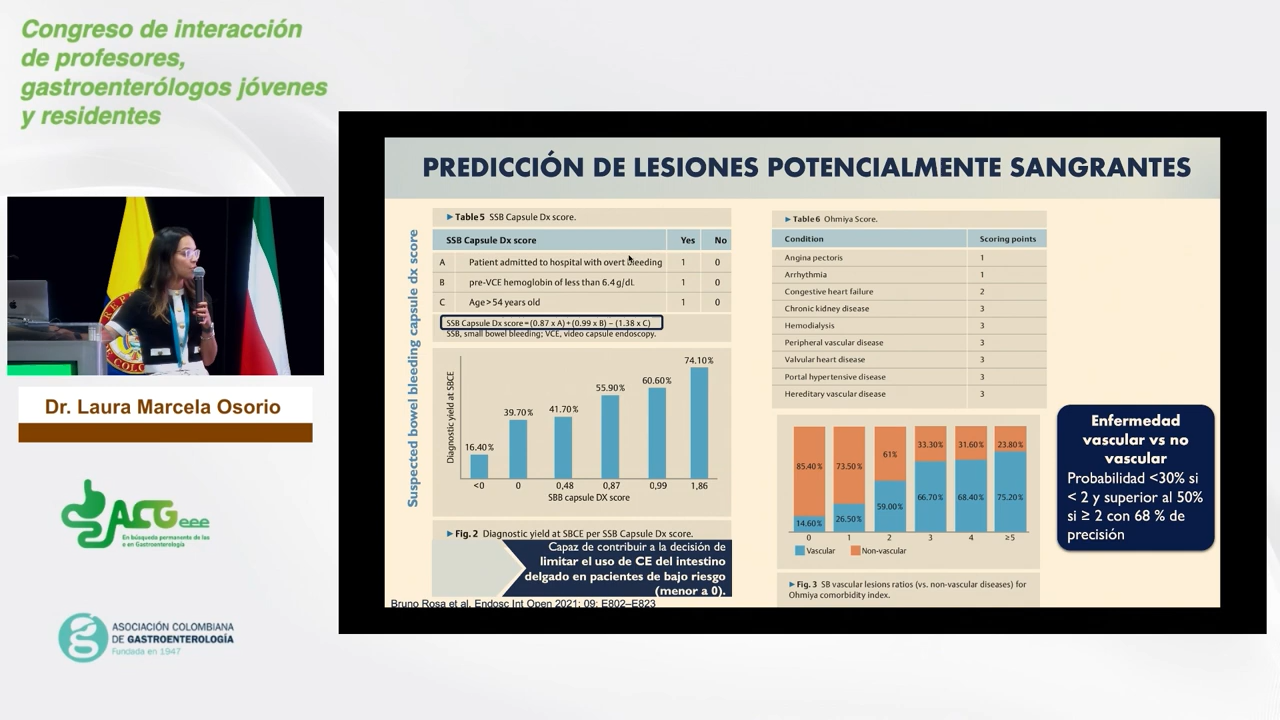 Congreso de interacción
de profesores,
gastroenterólogos jóvenes
y residentes
Dr. Laura Marcela Osorio
ACG
eee
En búsqueda permanente de las
e en Gastroenterología
ASOCIACIÓN COLOMBIANA
DE GASTROENTEROLOGÍA
Fundada en 1947
PREDICCIÓN DE LESIONES POTENCIALMENTE SANGRANTES
Suspected bowel bleeding capsule dx score
▶ Table 5 SSB Capsule Dx score.
SSB Capsule Dx score Yes No
A Patient admitted to hospital with overt bleeding 1 0
B pre-VCE hemoglobin of less than 6.4 g/dL 1 0
C Age > 54 years old 1 0
SSB Capsule Dx score = (0.87 x A) + (0.99 x B) – (1.38 x C)
SSB, small bowel bleeding; VCE, video capsule endoscopy.
Diagnostic yield at SBCE
16.40 % 39.70 % 41.70 % 55.90 % 60.60 % 74.10 %
<0 0 0,48 0,87 0,99 1,86
SBB capsule DX score
▶ Fig. 2 Diagnostic yield at SBCE per SSB Capsule Dx score.
Capaz de contribuir a la decisión de
limitar el uso de CE del intestino
delgado en pacientes de bajo riesgo
(menor a 0).
Bruno Rosa et al. Endosc Int Open 2021; 09: E802–E823
▶ Table 6 Ohmiya Score.
Condition Scoring points
Angina pectoris 1
Arrhythmia 1
Congestive heart failure 2
Chronic kidney disease 3
Hemodialysis 3
Peripheral vascular disease 3
Valvular heart disease 3
Portal hypertensive disease 3
Hereditary vascular disease 3
85.40 % 73.50 % 61 % 33.30 % 31.60 % 23.80 %
14.60 % 26.50 % 59.00 % 66.70 % 68.40 % 75.20 %
0 1 2 3 4 ≥5
Vascular Non-vascular
▶ Fig. 3 SB vascular lesions ratios (vs. non-vascular diseases) for
Ohmiya comorbidity index.
Enfermedad
vascular vs no
vascular
Probabilidad <30% si
< 2 y superior al 50%
si ≥ 2 con 68 % de
precisión